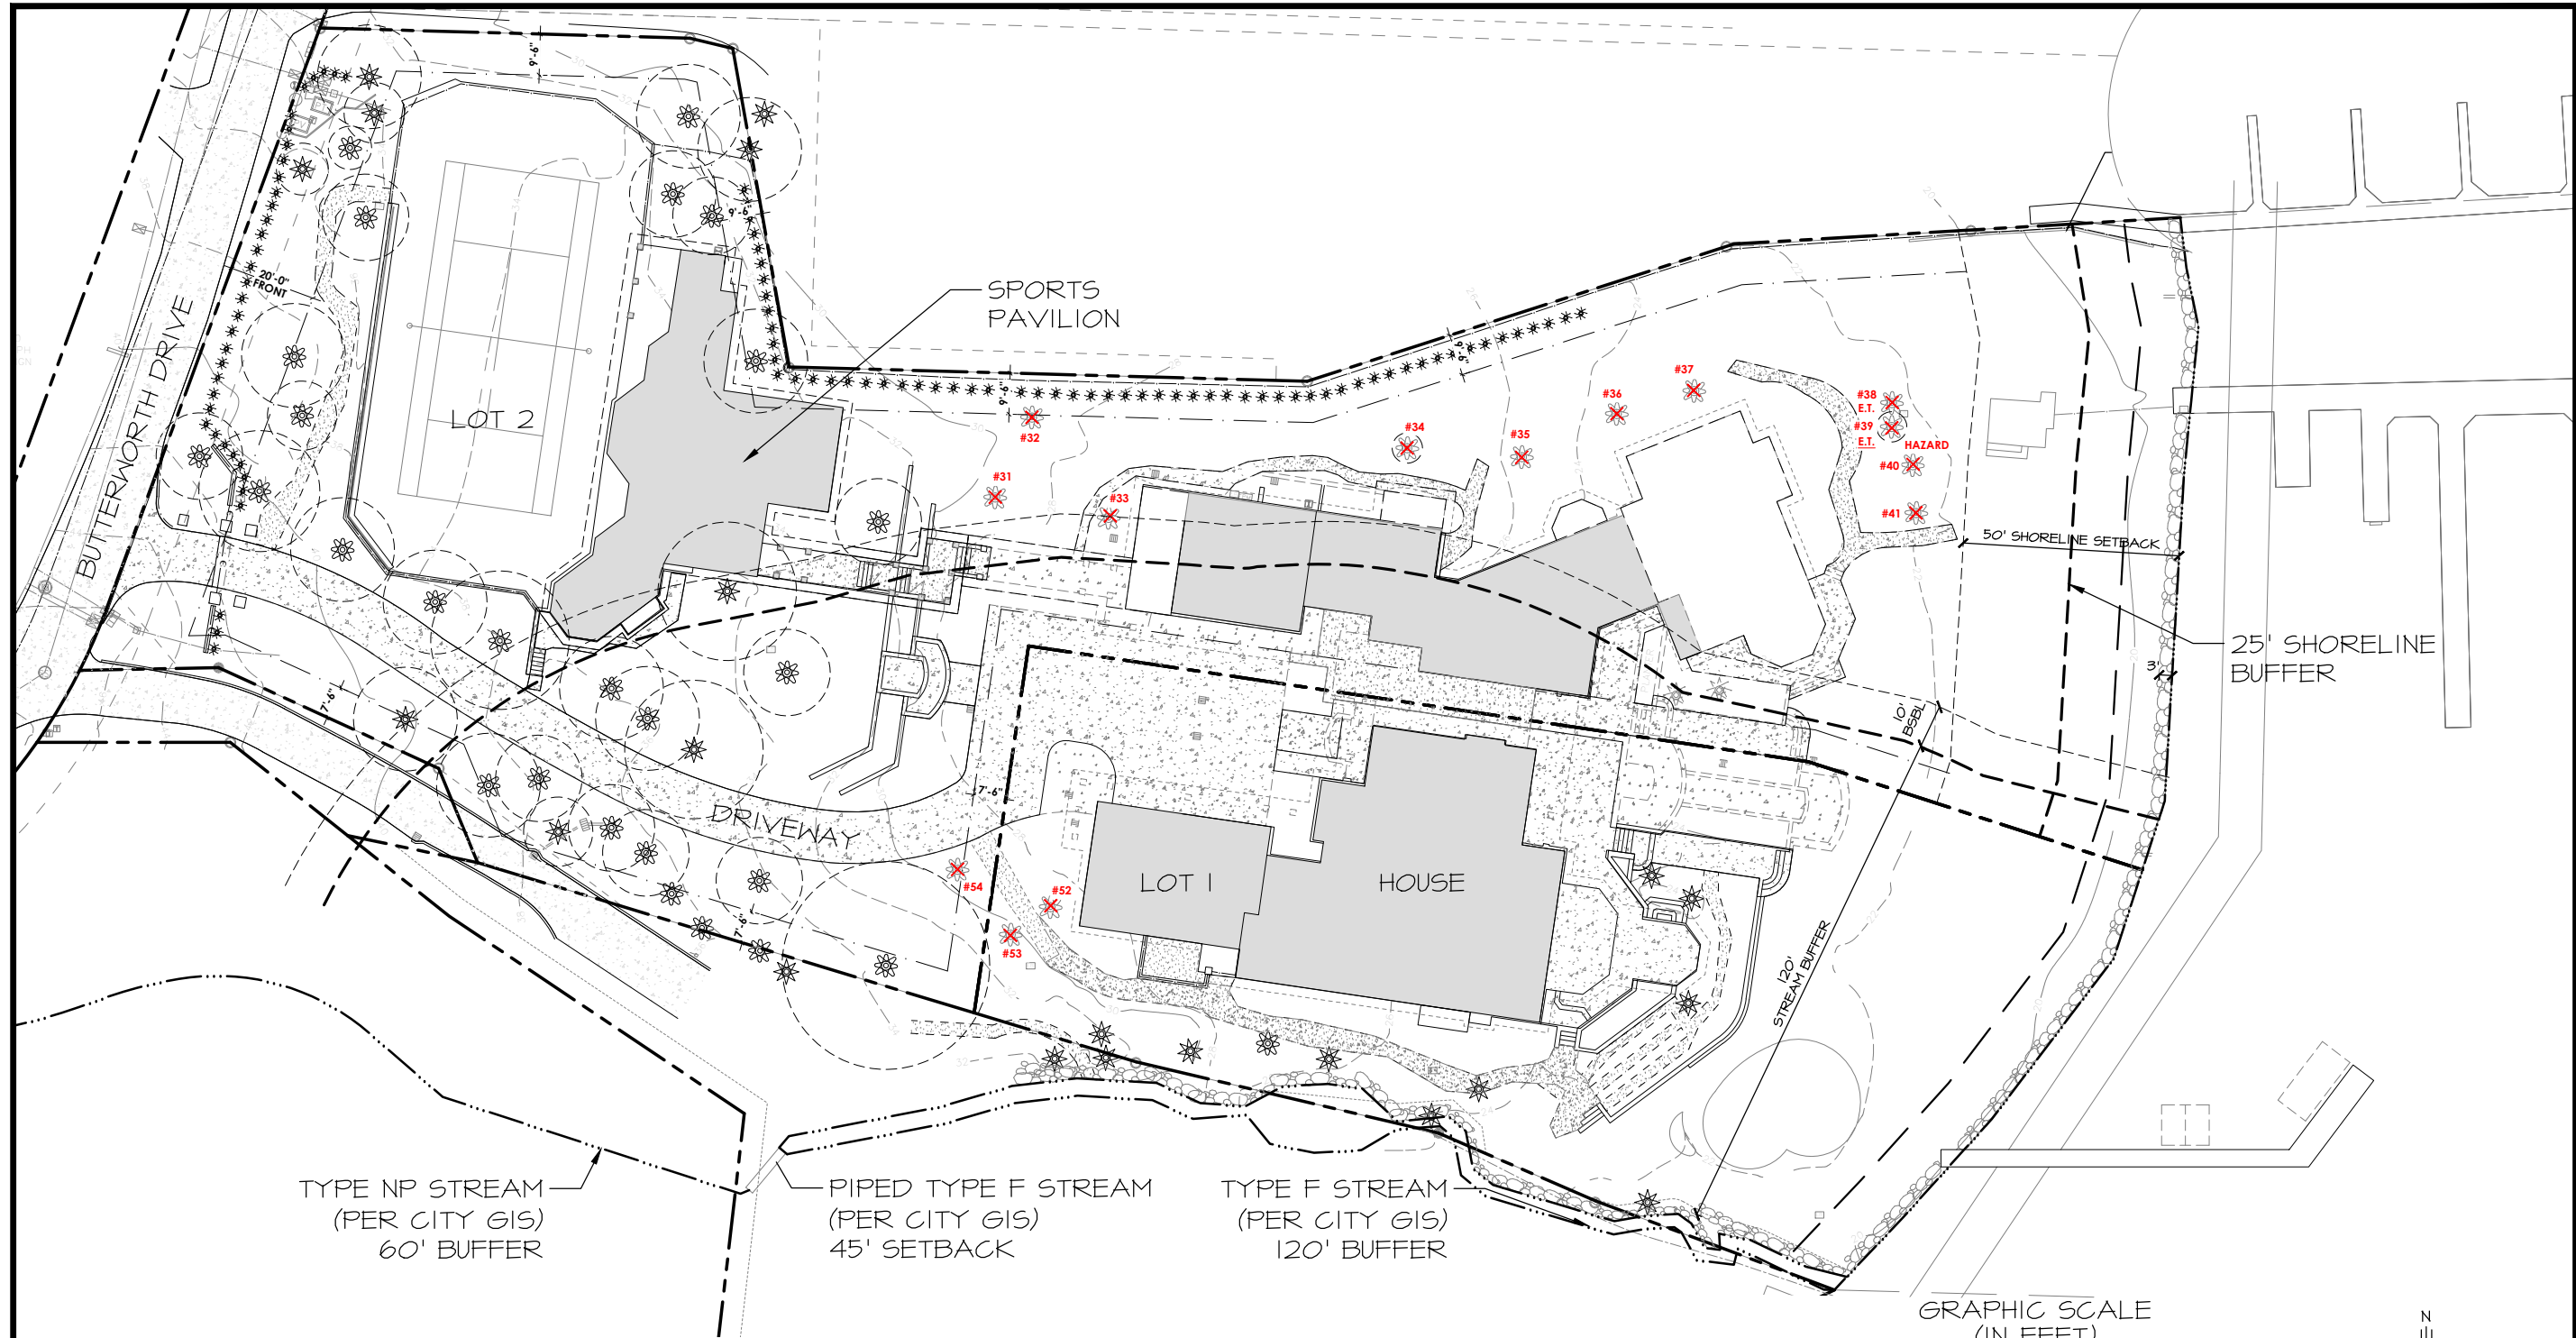 9'-6"
9'-6"
20'-0"
FRONT
BUTTERWORTH DRIVE
LOT 2
SPORTS
PAVILION
9'-6"
9'-6"
#32
#31
#33
#34
#35
#36
#37
#38
E.T.
#39
E.T.
HAZARD
#40
#41
50' SHORELINE SETBACK
25' SHORELINE
BUFFER
3'
10'
BSBL
17'-6"
17'-6"
7'-6"
DRIVEWAY
#54
#52
#53
LOT 1
HOUSE
120'
STREAM BUFFER
TYPE NP STREAM
(PER CITY GIS)
60' BUFFER
PIPED TYPE F STREAM
(PER CITY GIS)
45' SETBACK
TYPE F STREAM
(PER CITY GIS)
120' BUFFER
GRAPHIC SCALE
(IN FEET)
N